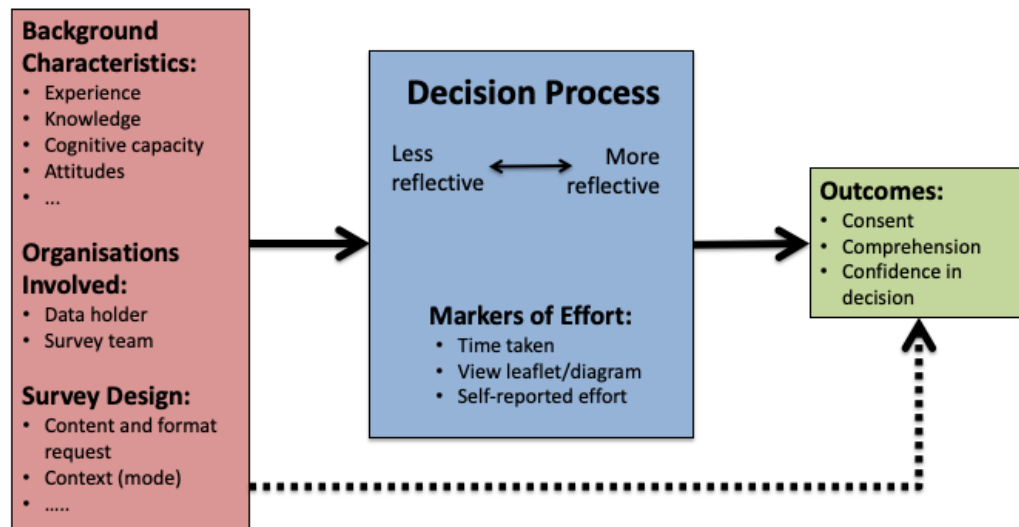 Background
Characteristics:
• Experience
• Knowledge
• Cognitive capacity
• Attitudes
• ...
Organisations
Involved:
• Data holder
• Survey team
Survey Design:
• Content and format
request
• Context (mode)
• .....
Decision Process
Less
reflective
More
reflective
Markers of Effort:
• Time taken
• View leaflet/diagram
• Self-reported effort
Outcomes:
• Consent
• Comprehension
• Confidence in
decision